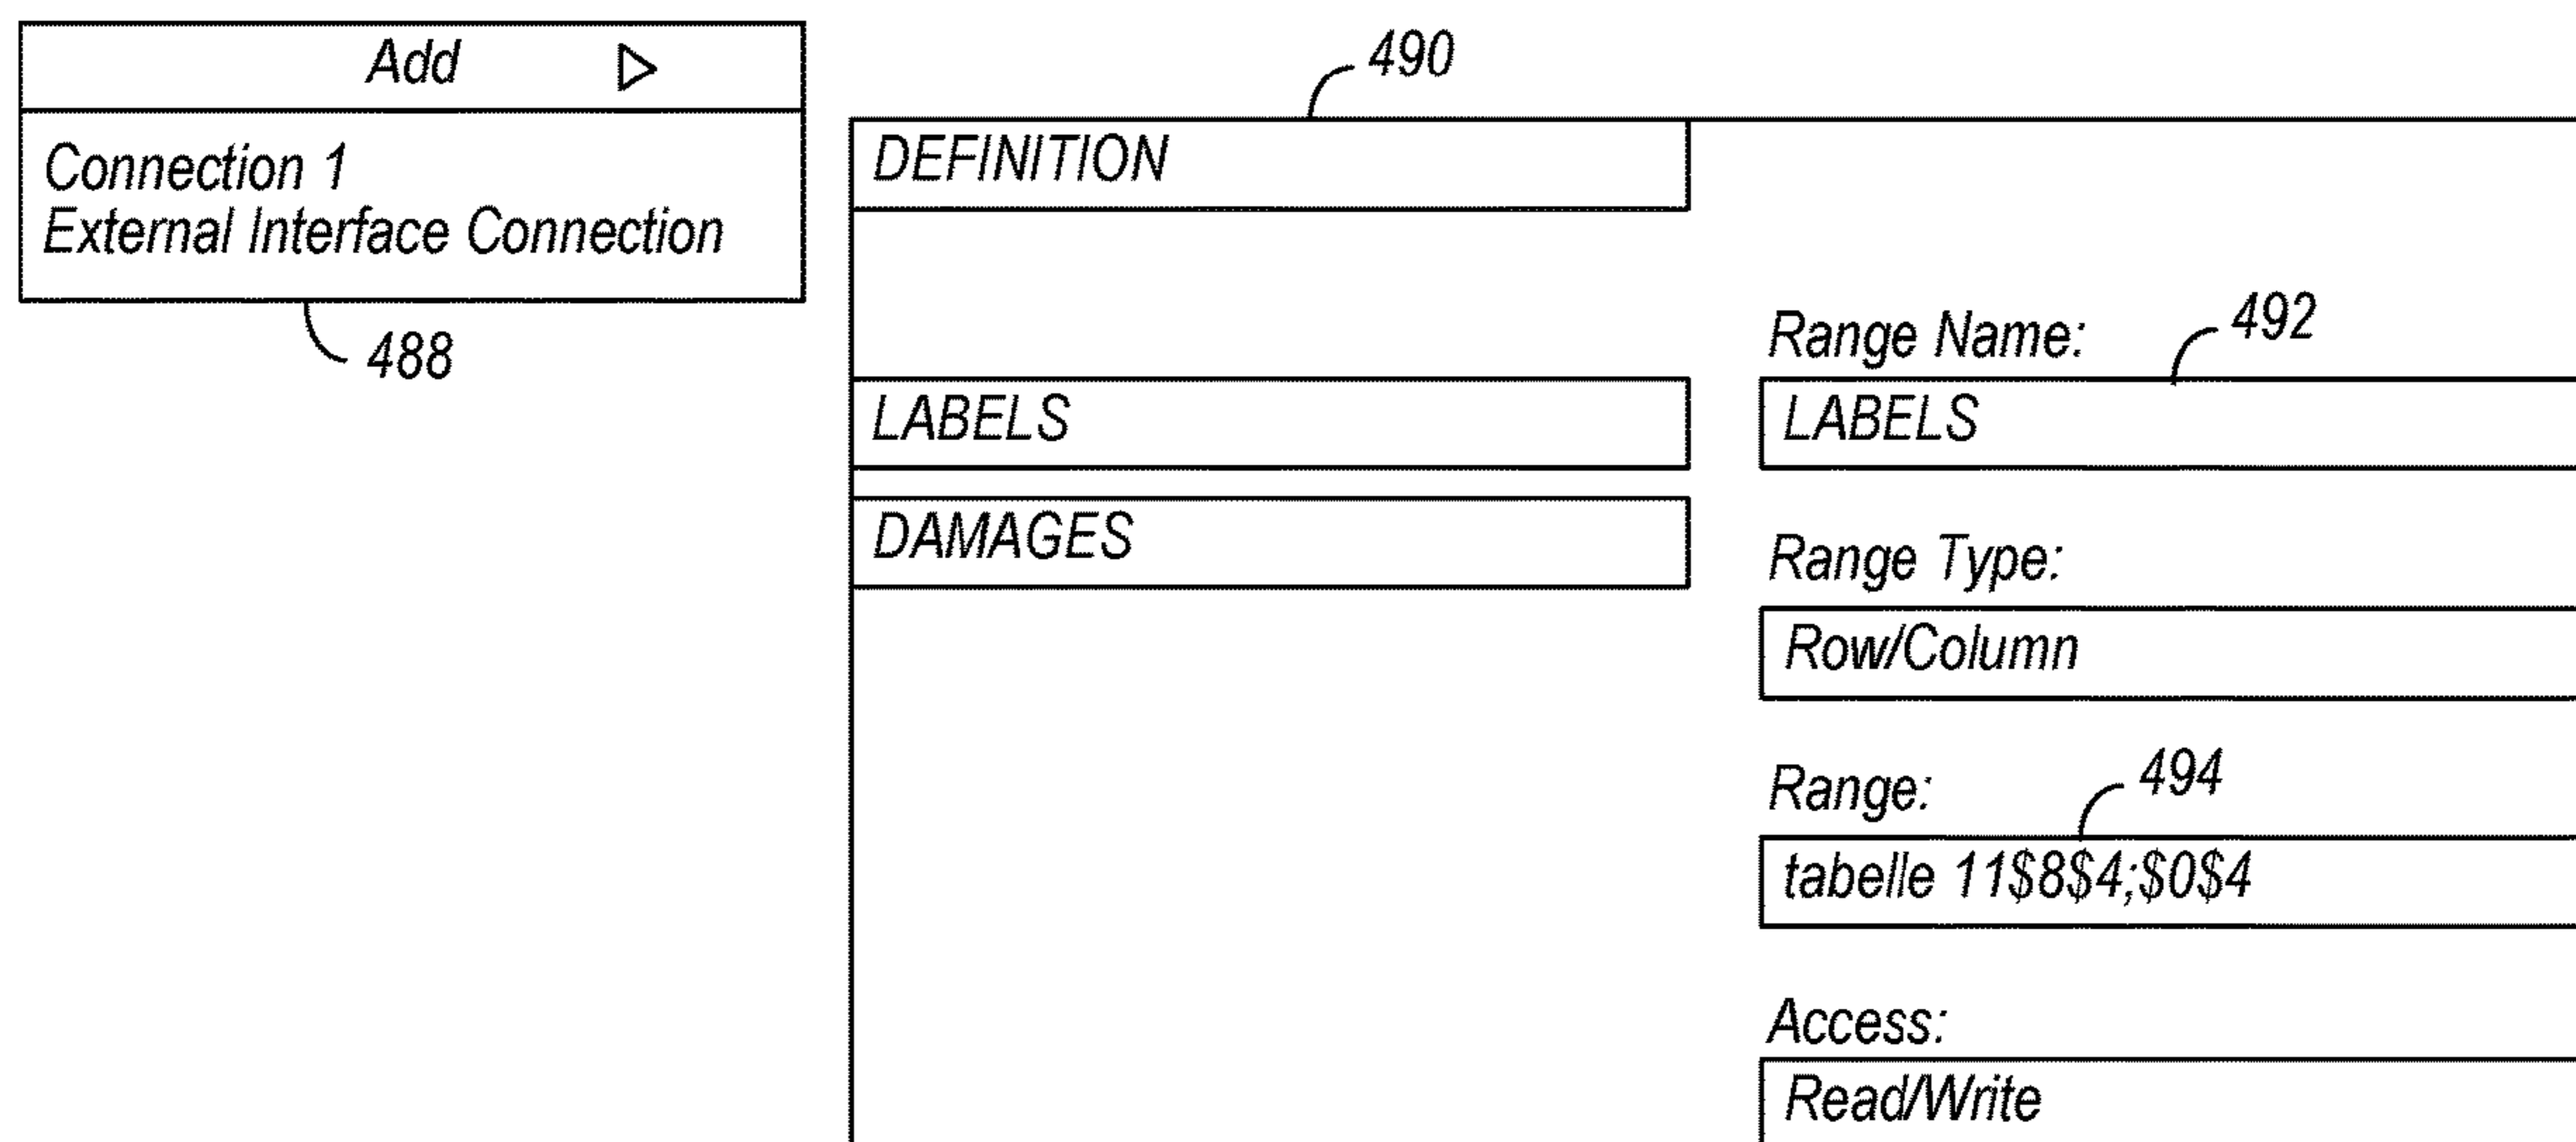 Add
Connection 1
External Interface Connection
488
490
DEFINITION
LABELS
DAMAGES
Range Name:
492
LABELS
Range Type:
Row/Column
Range:
494
tabelle 11$8$4;$0$4
Access:
Read/Write